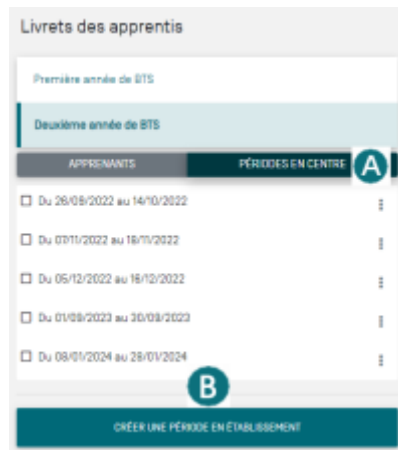 Livrets des apprentis
Première année de BTS
Deuxième année de BTS
APPRENANTS
PÉRIODES EN CENTRE
A
Du 26/09/2022 au 14/10/2022
Du 07/11/2022 au 18/11/2022
Du 05/12/2022 au 16/12/2022
Du 01/09/2023 au 30/09/2023
Du 08/01/2024 au 28/01/2024
B
CRÉER UNE PÉRIODE EN ÉTABLISSEMENT